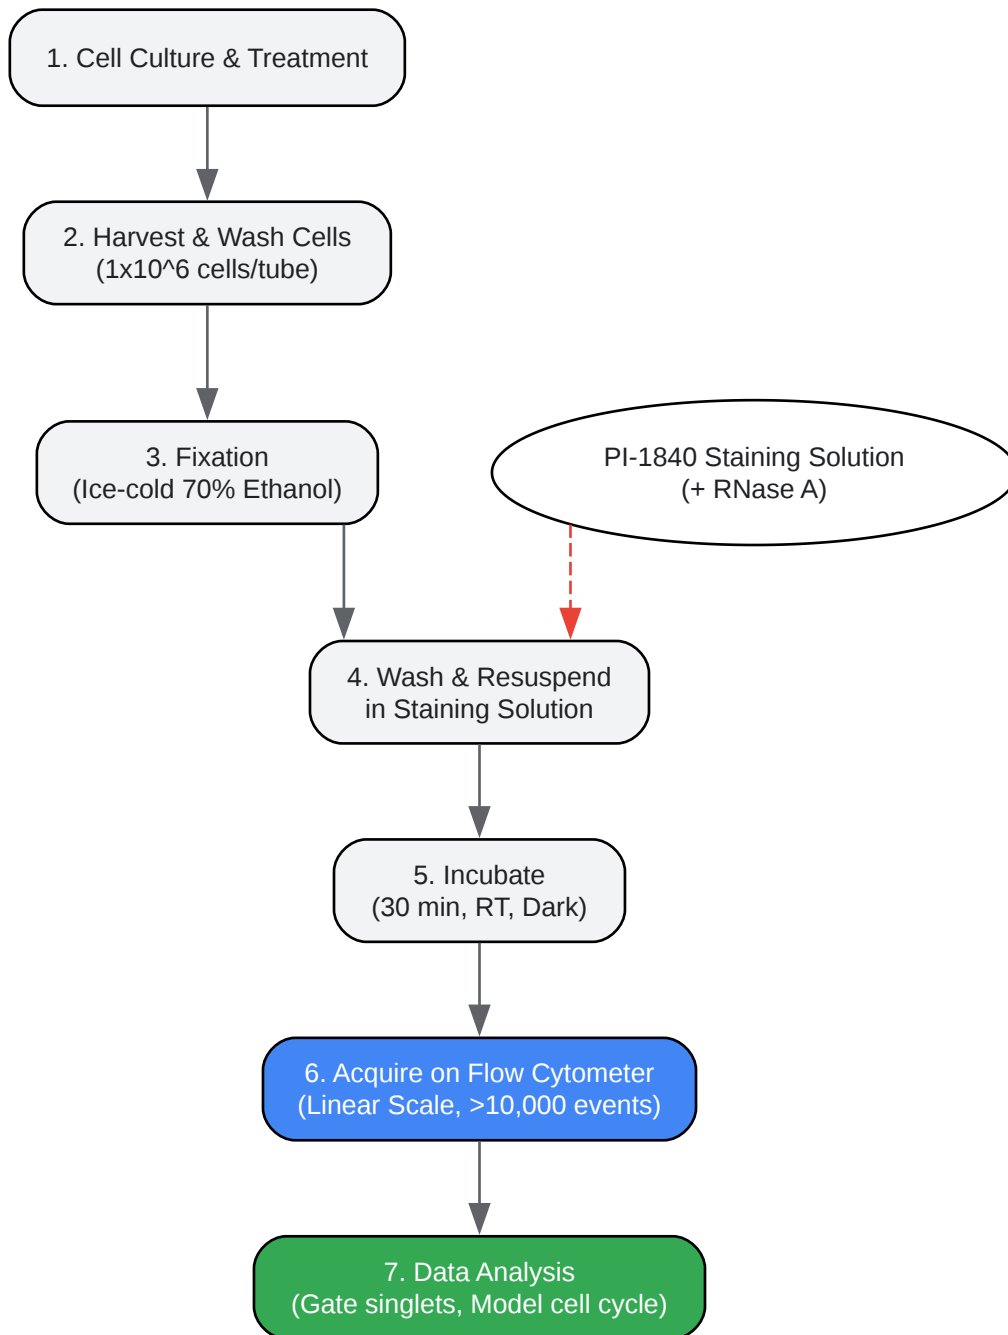 1. Cell Culture & Treatment
2. Harvest & Wash Cells
(1x10^6 cells/tube)
3. Fixation
(Ice-cold 70% Ethanol)
PI-1840 Staining Solution
(+ RNase A)
4. Wash & Resuspend
in Staining Solution
5. Incubate
(30 min, RT, Dark)
6. Acquire on Flow Cytometer
(Linear Scale, >10,000 events)
7. Data Analysis
(Gate singlets, Model cell cycle)